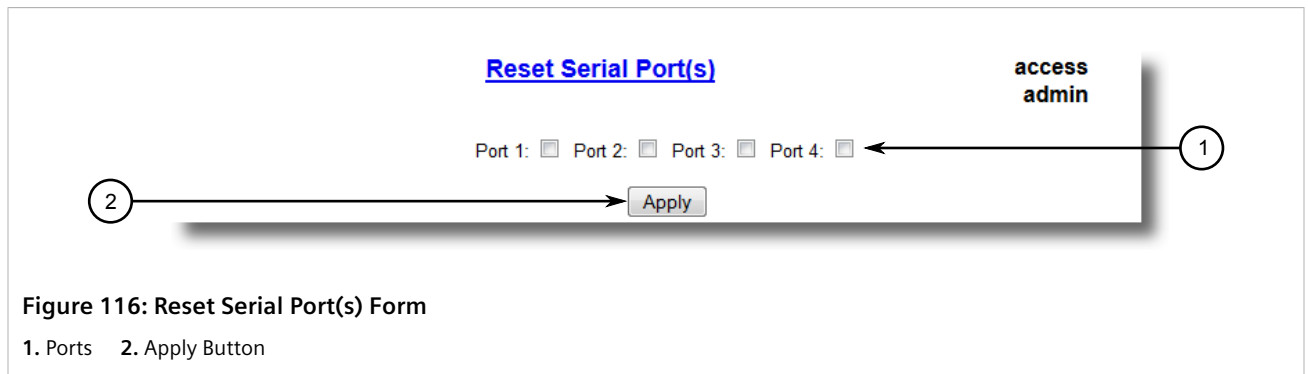 Reset Serial Port(s)
access
admin
Port 1: Port 2: Port 3: Port 4:
1
2
Apply
Figure 116: Reset Serial Port(s) Form
1. Ports 2. Apply Button